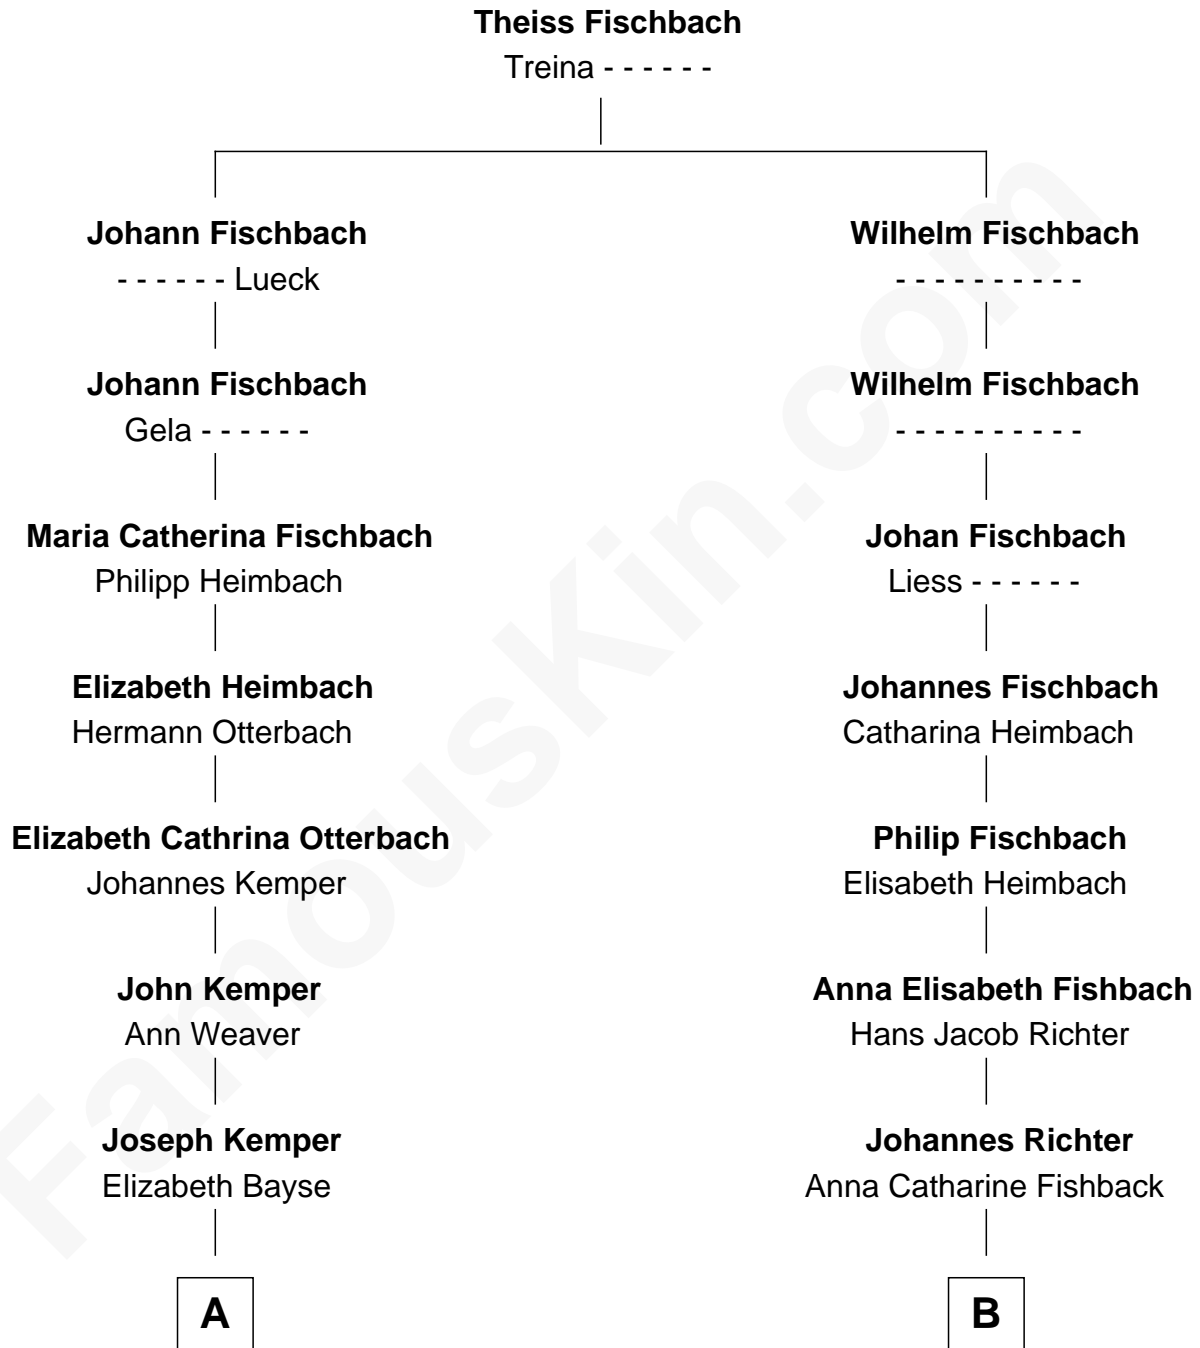 Theiss Fischbach
Treina - - - - - -
Johann Fischbach
- - - - - - Lueck
Wilhelm Fischbach
- - - - - - - - - -
Johann Fischbach
Gela - - - - - -
Wilhelm Fischbach
- - - - - - - - - -
Maria Catherina Fischbach
Philipp Heimbach
Johan Fischbach
Liess - - - - - -
Elizabeth Heimbach
Hermann Otterbach
Johannes Fischbach
Catharina Heimbach
Elizabeth Cathrina Otterbach
Johannes Kemper
Philip Fischbach
Elisabeth Heimbach
John Kemper
Ann Weaver
Anna Elisabeth Fishbach
Hans Jacob Richter
Joseph Kemper
Elizabeth Bayse
Johannes Richter
Anna Catharine Fishback
A
B
FamousKin.com